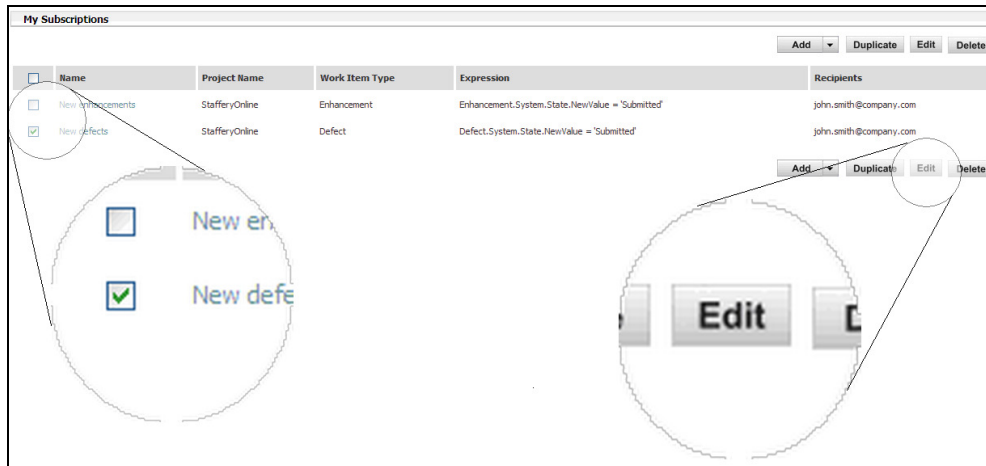 My Subscriptions
Add Duplicate Edit Delete
Name Project Name Work Item Type Expression Recipients
New enhancements StafferyOnline Enhancement Enhancement.System.State.NewValue = 'Submitted' john.smith@company.com
New defects StafferyOnline Defect Defect.System.State.NewValue = 'Submitted' john.smith@company.com
Add Duplicate Edit Delete
New en
New defe
Edit D